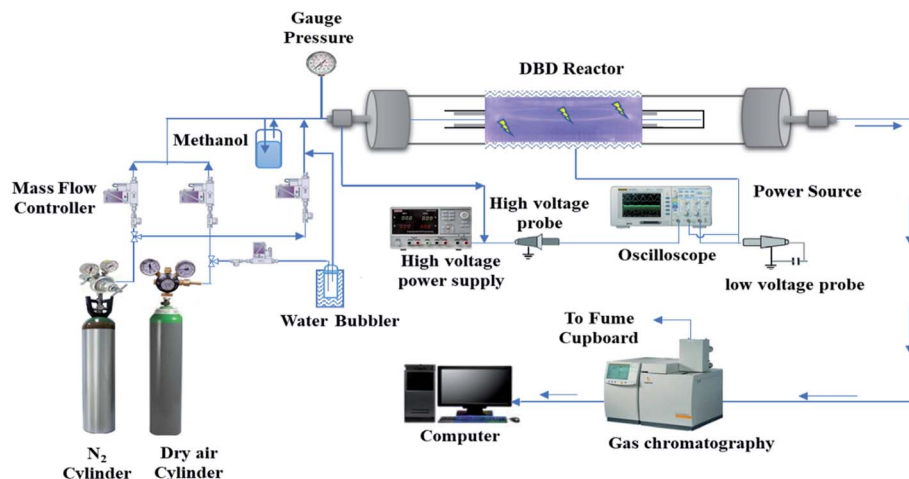 Gauge
Pressure
DBD Reactor
Methanol
Mass Flow
Controller
Power Source
High voltage
probe
High voltage
power supply
Oscilloscope
low voltage probe
Water Bubbler
To Fume
Cupboard
Computer
Gas chromatography
N₂
Cylinder
Dry air
Cylinder